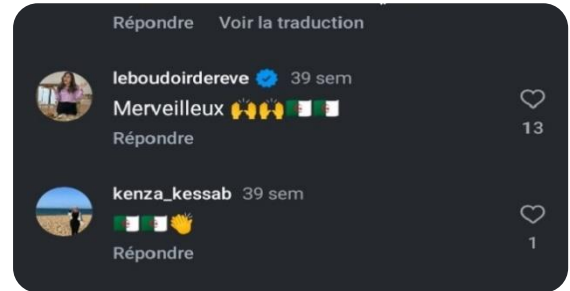 Répondre Voir la traduction
leboudoirdereve 39 sem
Merveilleux 🙌🙌🇩🇿🇩🇿
13
Répondre
kenza_kessab 39 sem
🇩🇿🇩🇿👏
1
Répondre